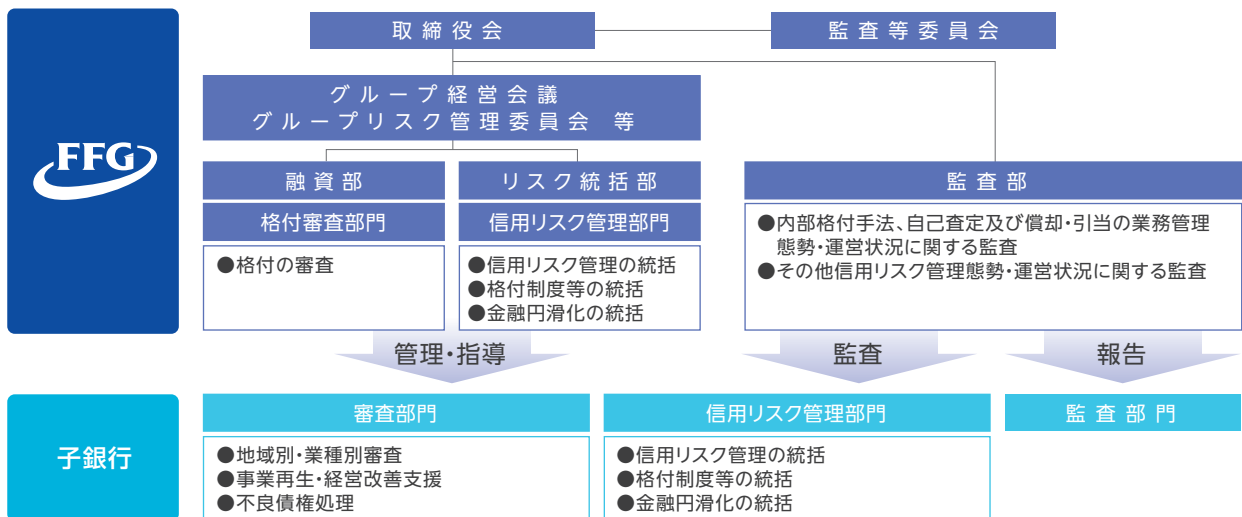 取締役会
監査等委員会
グループ経営会議
グループリスク管理委員会 等
FFG
融資部
リスク統括部
監査部
格付審査部門
信用リスク管理部門
●格付の審査
●信用リスク管理の統括
●格付制度等の統括
●金融円滑化の統括
●内部格付手法、自己査定及び償却・引当の業務管理
態勢・運営状況に関する監査
●その他信用リスク管理態勢・運営状況に関する監査
管理・指導
監査
報告
子銀行
審査部門
信用リスク管理部門
監査部門
●地域別・業種別審査
●事業再生・経営改善支援
●不良債権処理
●信用リスク管理の統括
●格付制度等の統括
●金融円滑化の統括